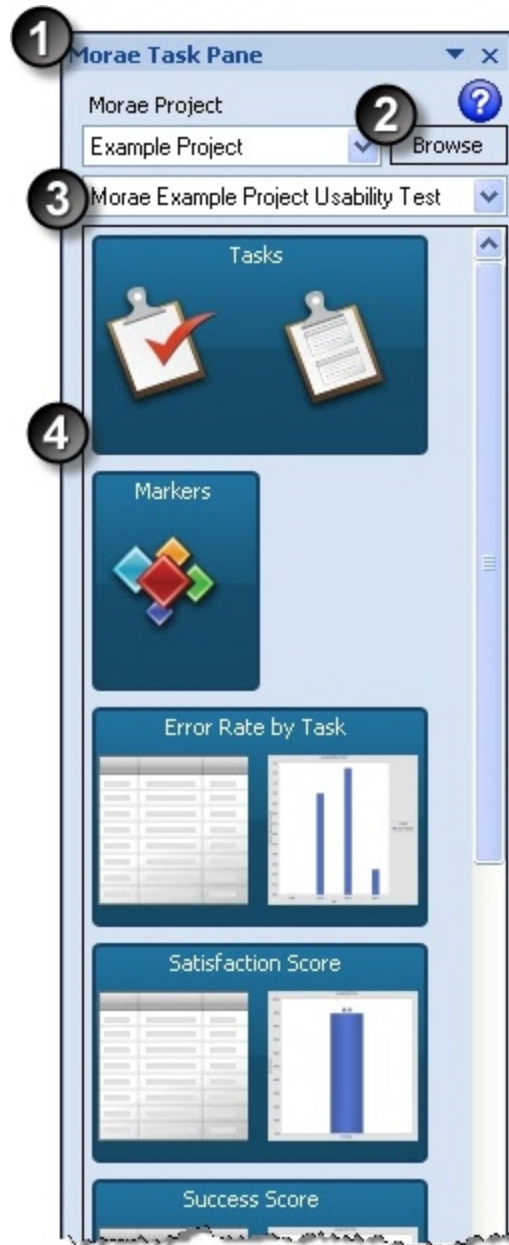 1
Morae Task Pane
Morae Project
?
2
Example Project
Browse
3
Morae Example Project Usability Test
Tasks
4
Markers
Error Rate by Task
Satisfaction Score
Success Score